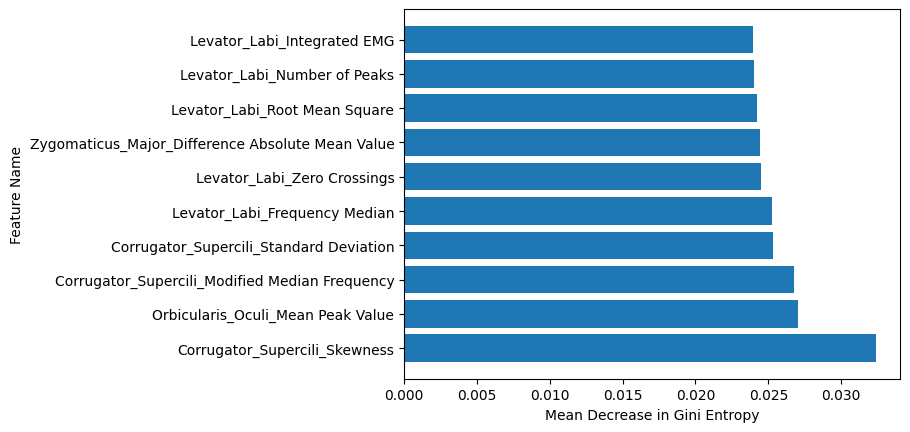 Levator_Labi_Integrated EMG
Levator_Labi_Number of Peaks
Levator_Labi_Root Mean Square
Zygomaticus_Major_Difference Absolute Mean Value
Levator_Labi_Zero Crossings
Levator_Labi_Frequency Median
Corrugator_Supercili_Standard Deviation
Corrugator_Supercili_Modified Median Frequency
Orbicularis_Oculi_Mean Peak Value
Corrugator_Supercili_Skewness
Feature Name
0.000 0.005 0.010 0.015 0.020 0.025 0.030
Mean Decrease in Gini Entropy